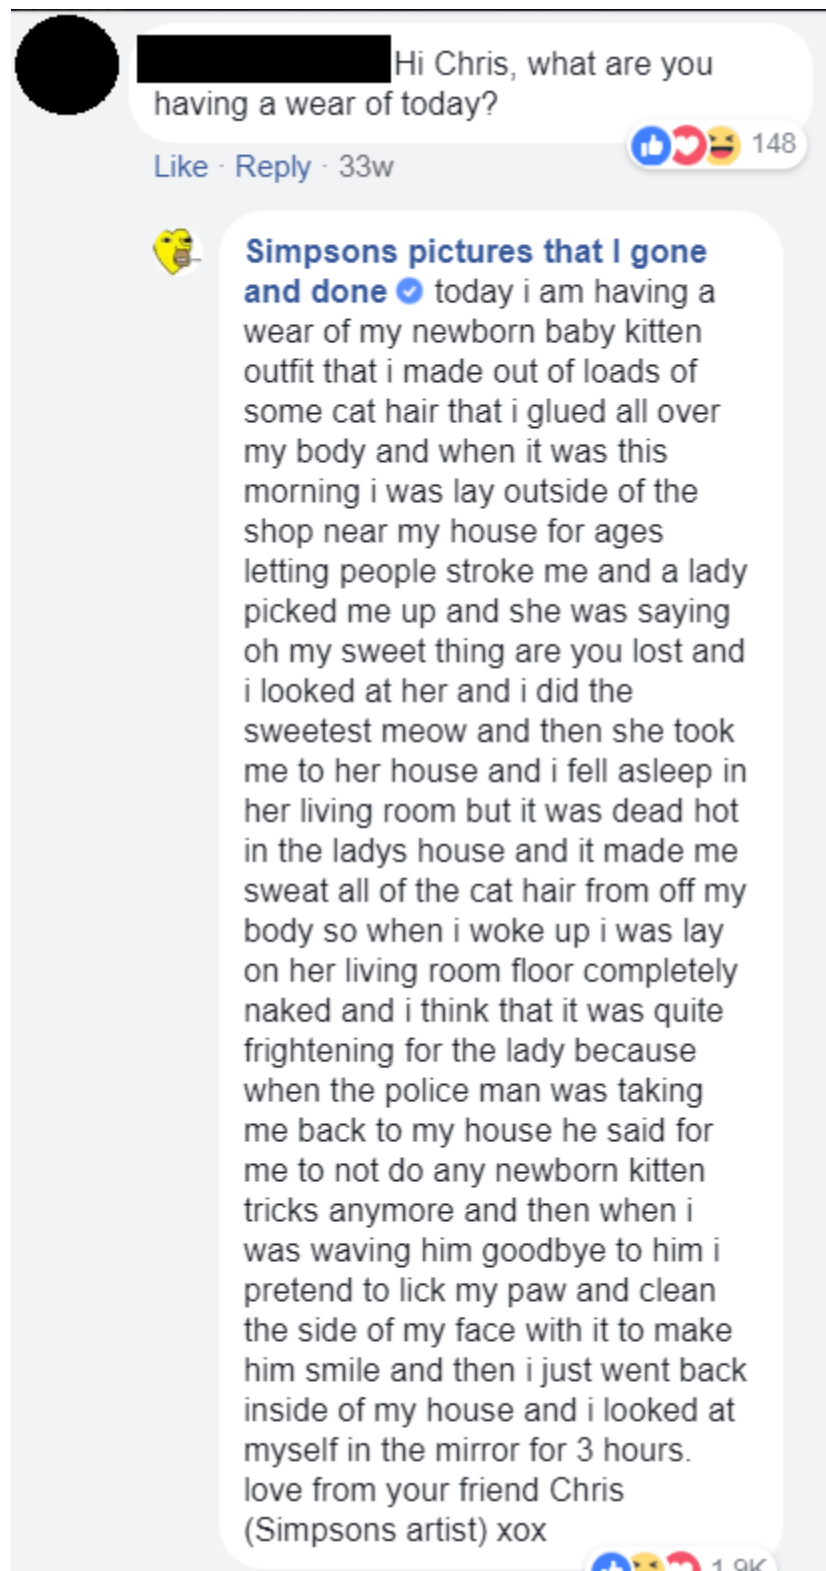 Hi Chris, what are you
having a wear of today?
148
Like · Reply · 33w
Simpsons pictures that I gone
and done today i am having a
wear of my newborn baby kitten
outfit that i made out of loads of
some cat hair that i glued all over
my body and when it was this
morning i was lay outside of the
shop near my house for ages
letting people stroke me and a lady
picked me up and she was saying
oh my sweet thing are you lost and
i looked at her and i did the
sweetest meow and then she took
me to her house and i fell asleep in
her living room but it was dead hot
in the ladys house and it made me
sweat all of the cat hair from off my
body so when i woke up i was lay
on her living room floor completely
naked and i think that it was quite
frightening for the lady because
when the police man was taking
me back to my house he said for
me to not do any newborn kitten
tricks anymore and then when i
was waving him goodbye to him i
pretend to lick my paw and clean
the side of my face with it to make
him smile and then i just went back
inside of my house and i looked at
myself in the mirror for 3 hours.
love from your friend Chris
(Simpsons artist) xox
1.9K